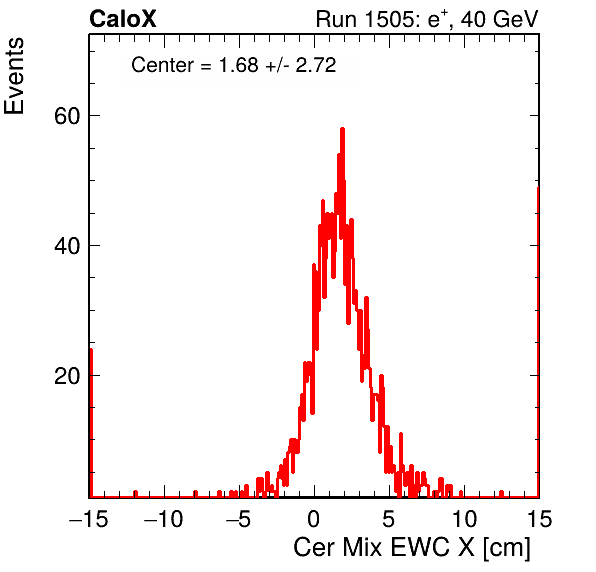 CaloX Run 1505: e+, 40 GeV
Events
Center = 1.68 +/- 2.72
60
40
20
−15 −10 −5 0 5 10 15
Cer Mix EWC X [cm]